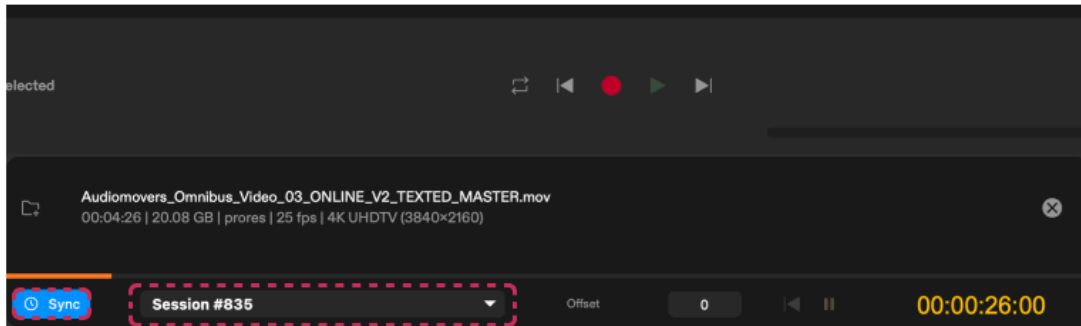 elected
Audiomovers_Omnibus_Video_03_ONLINE_V2_TEXTED_MASTER.mov
00:04:26 | 20.08 GB | prores | 25 fps | 4K UHDTV (3840×2160)
Sync Session #835 Offset 0 00:00:26:00